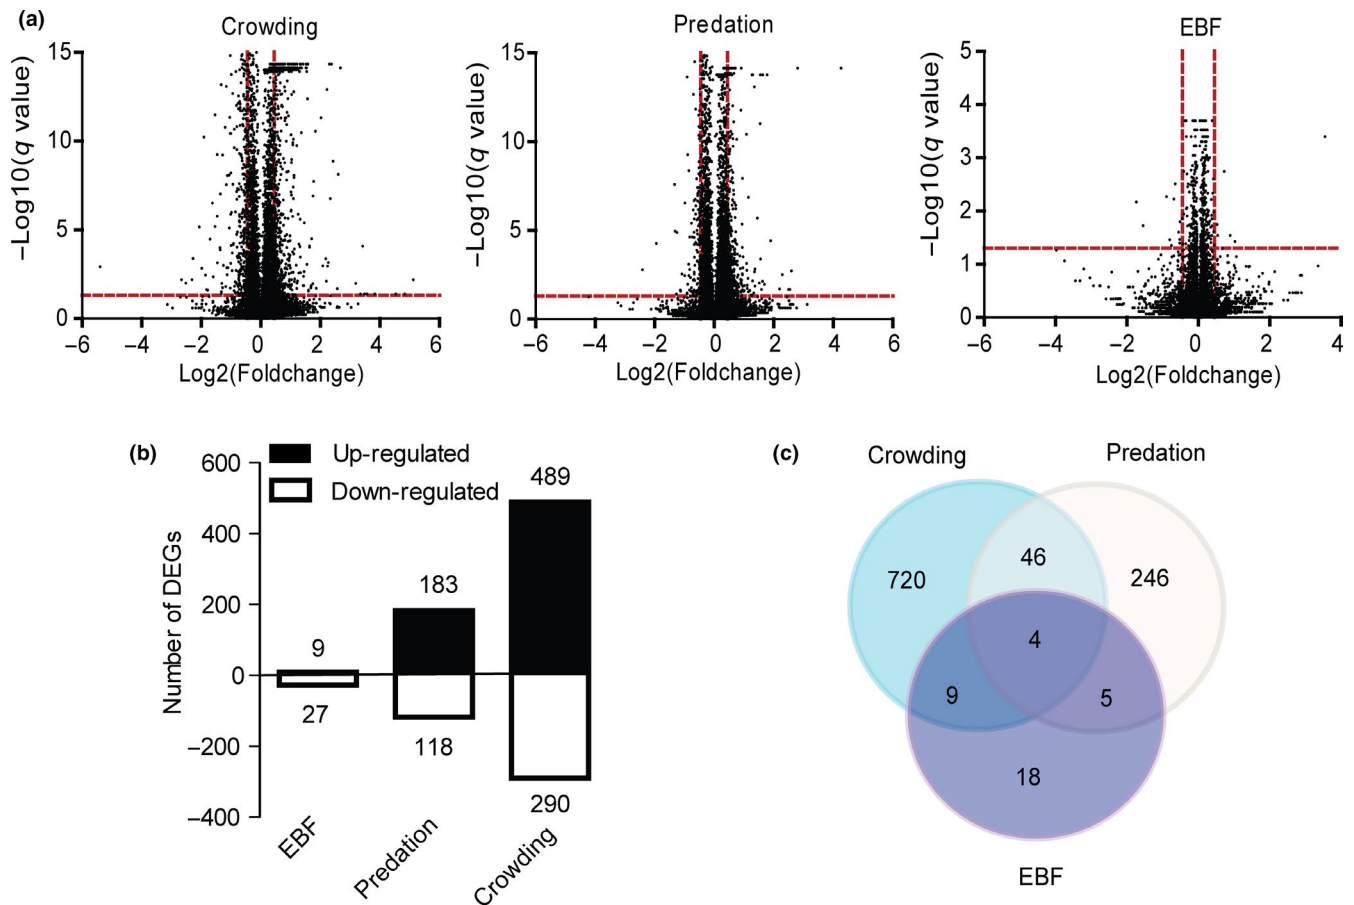 (a)
Crowding
−Log10(q value)
15
10
5
0
−6 −4 −2 0 2 4 6
Log2(Foldchange)
Predation
−Log10(q value)
15
10
5
0
−6 −4 −2 0 2 4 6
Log2(Foldchange)
EBF
−Log10(q value)
5
4
3
2
1
0
−6 −4 −2 0 2 4
Log2(Foldchange)
(b)
Up-regulated
Down-regulated
Number of DEGs
600
400
200
0
−200
−400
9
27
183
118
489
290
EBF
Predation
Crowding
(c)
Crowding
Predation
720
46
246
4
9
5
18
EBF